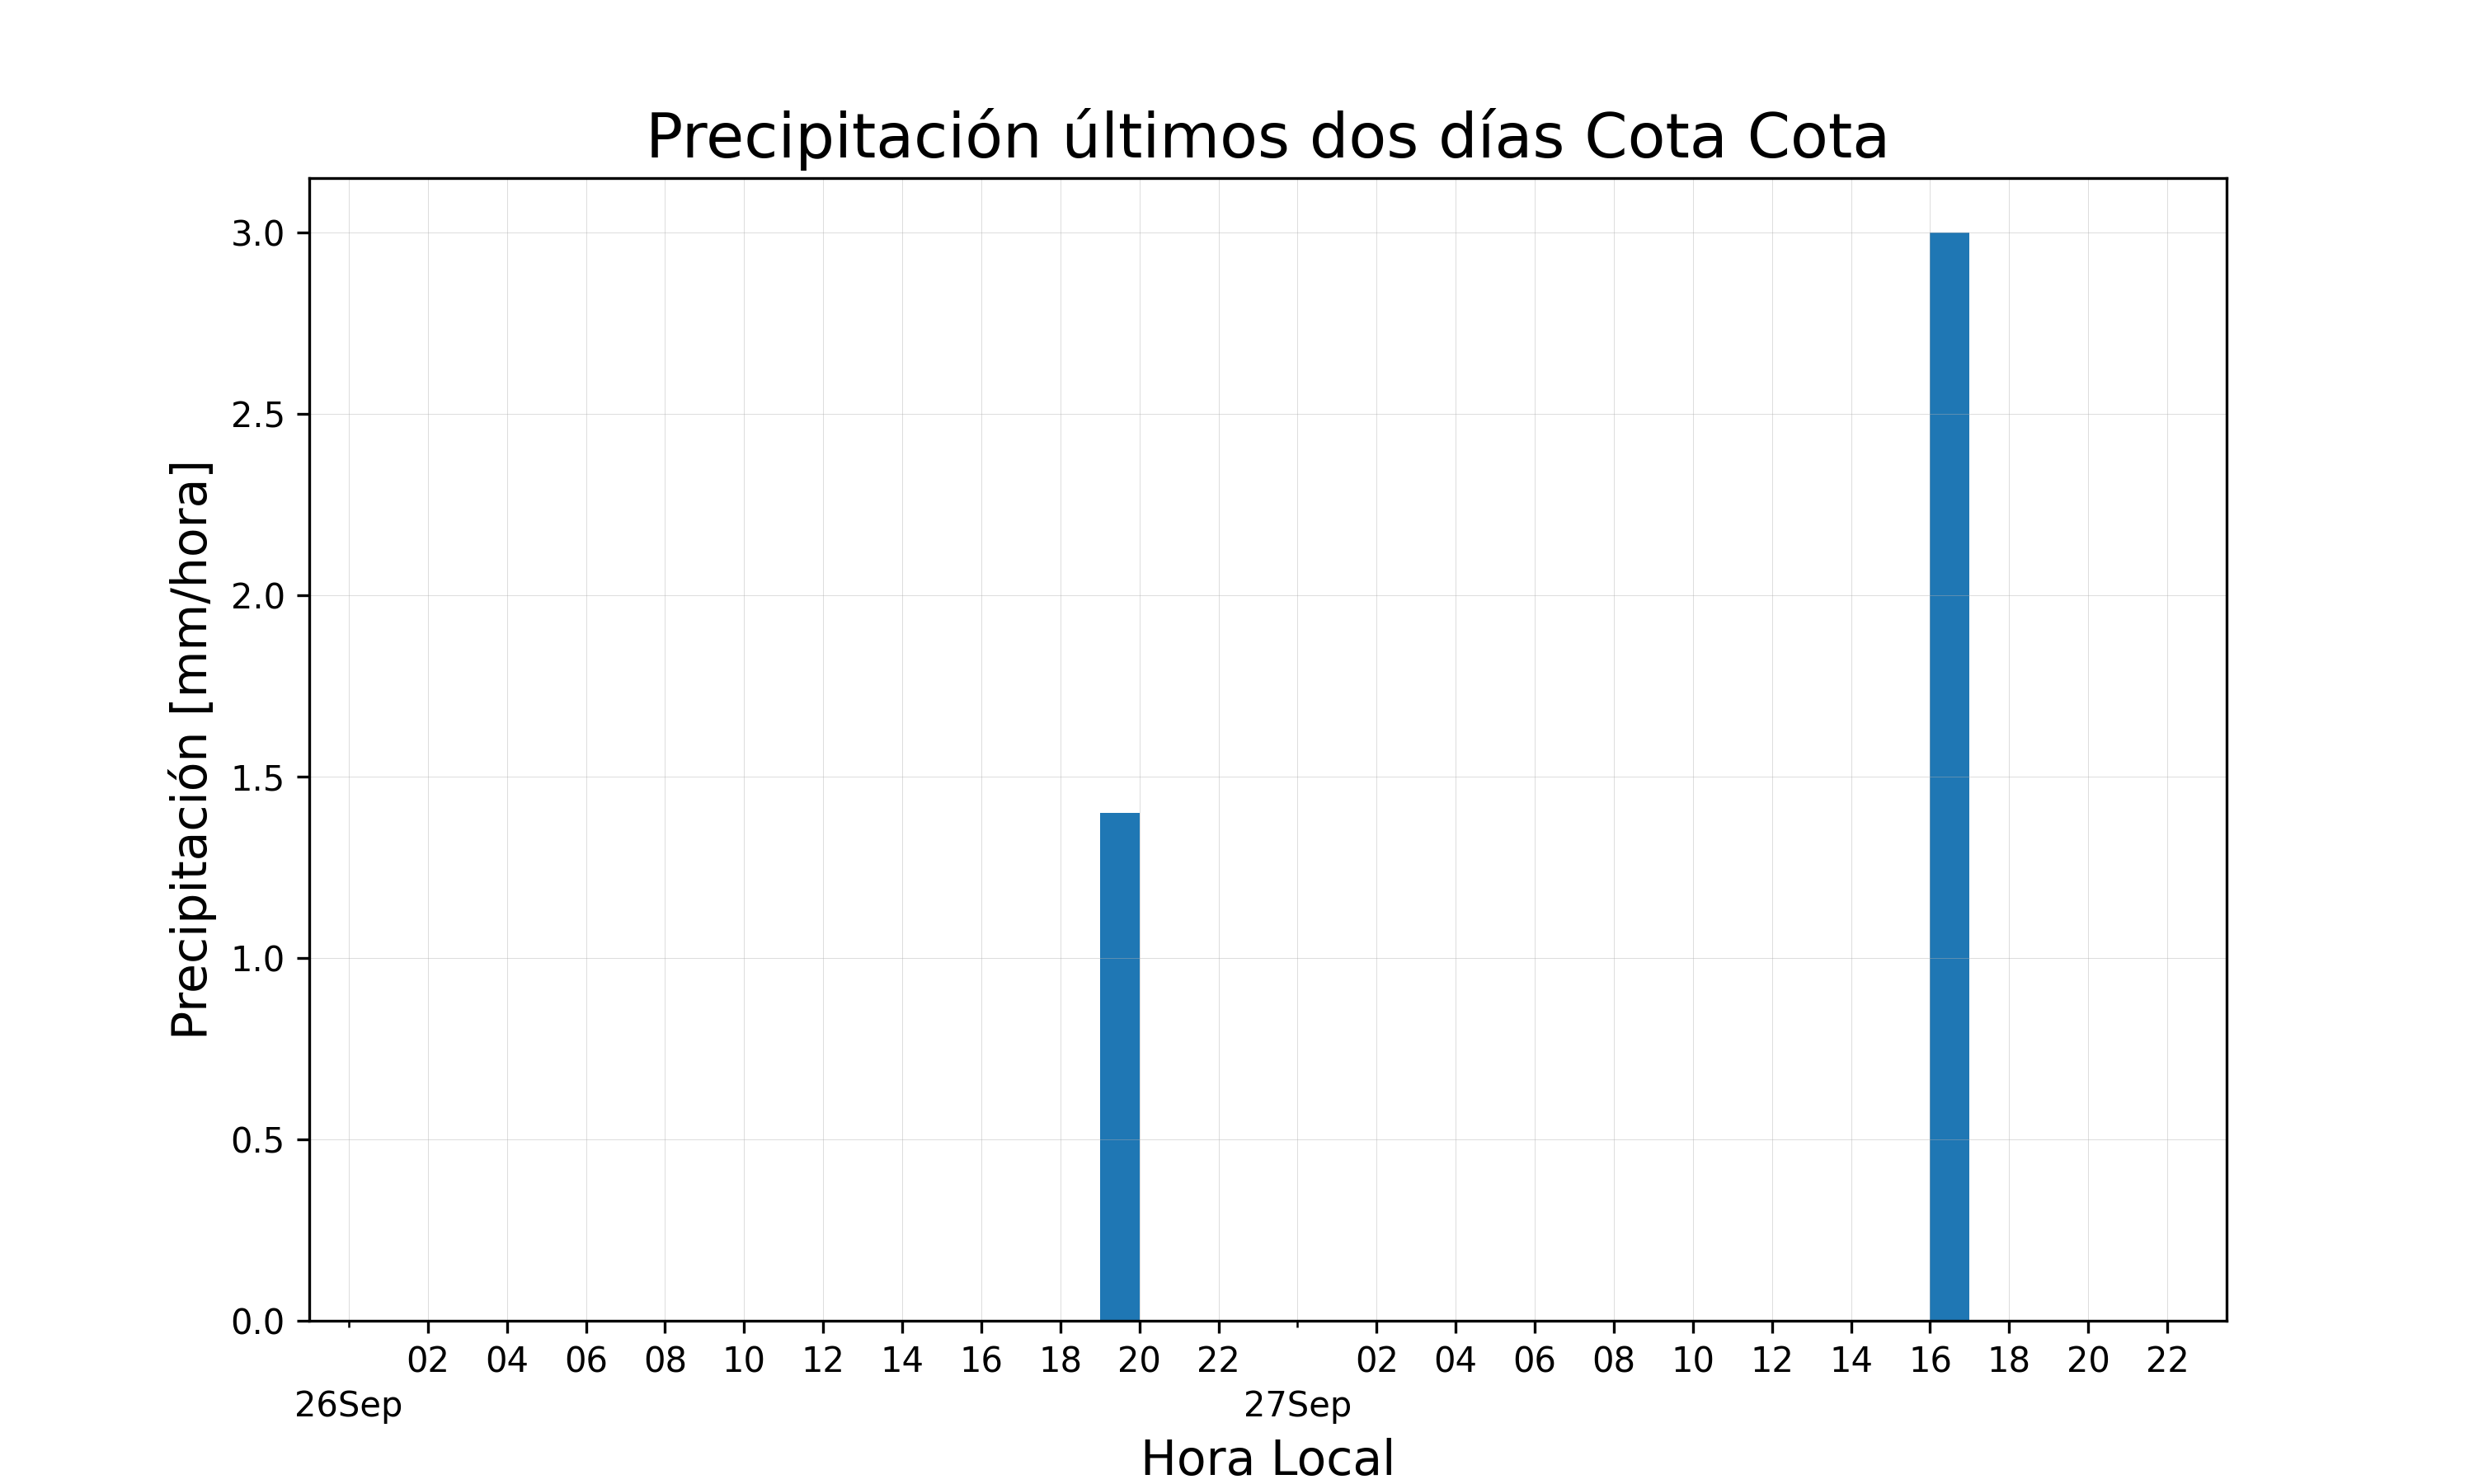 Precipitación últimos dos días Cota Cota
Precipitación [mm/hora]
3.0
2.5
2.0
1.5
1.0
0.5
0.0
02 04 06 08 10 12 14 16 18 20 22 02 04 06 08 10 12 14 16 18 20 22
26Sep 27Sep
Hora Local